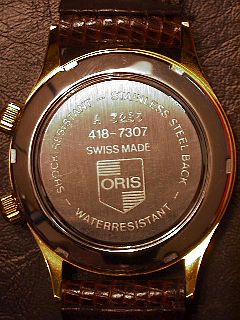 SHOCK RESISTANT - STAINLESS STEEL BACK -
418-7307
SWISS MADE
ORIS
- WATERRESISTANT -